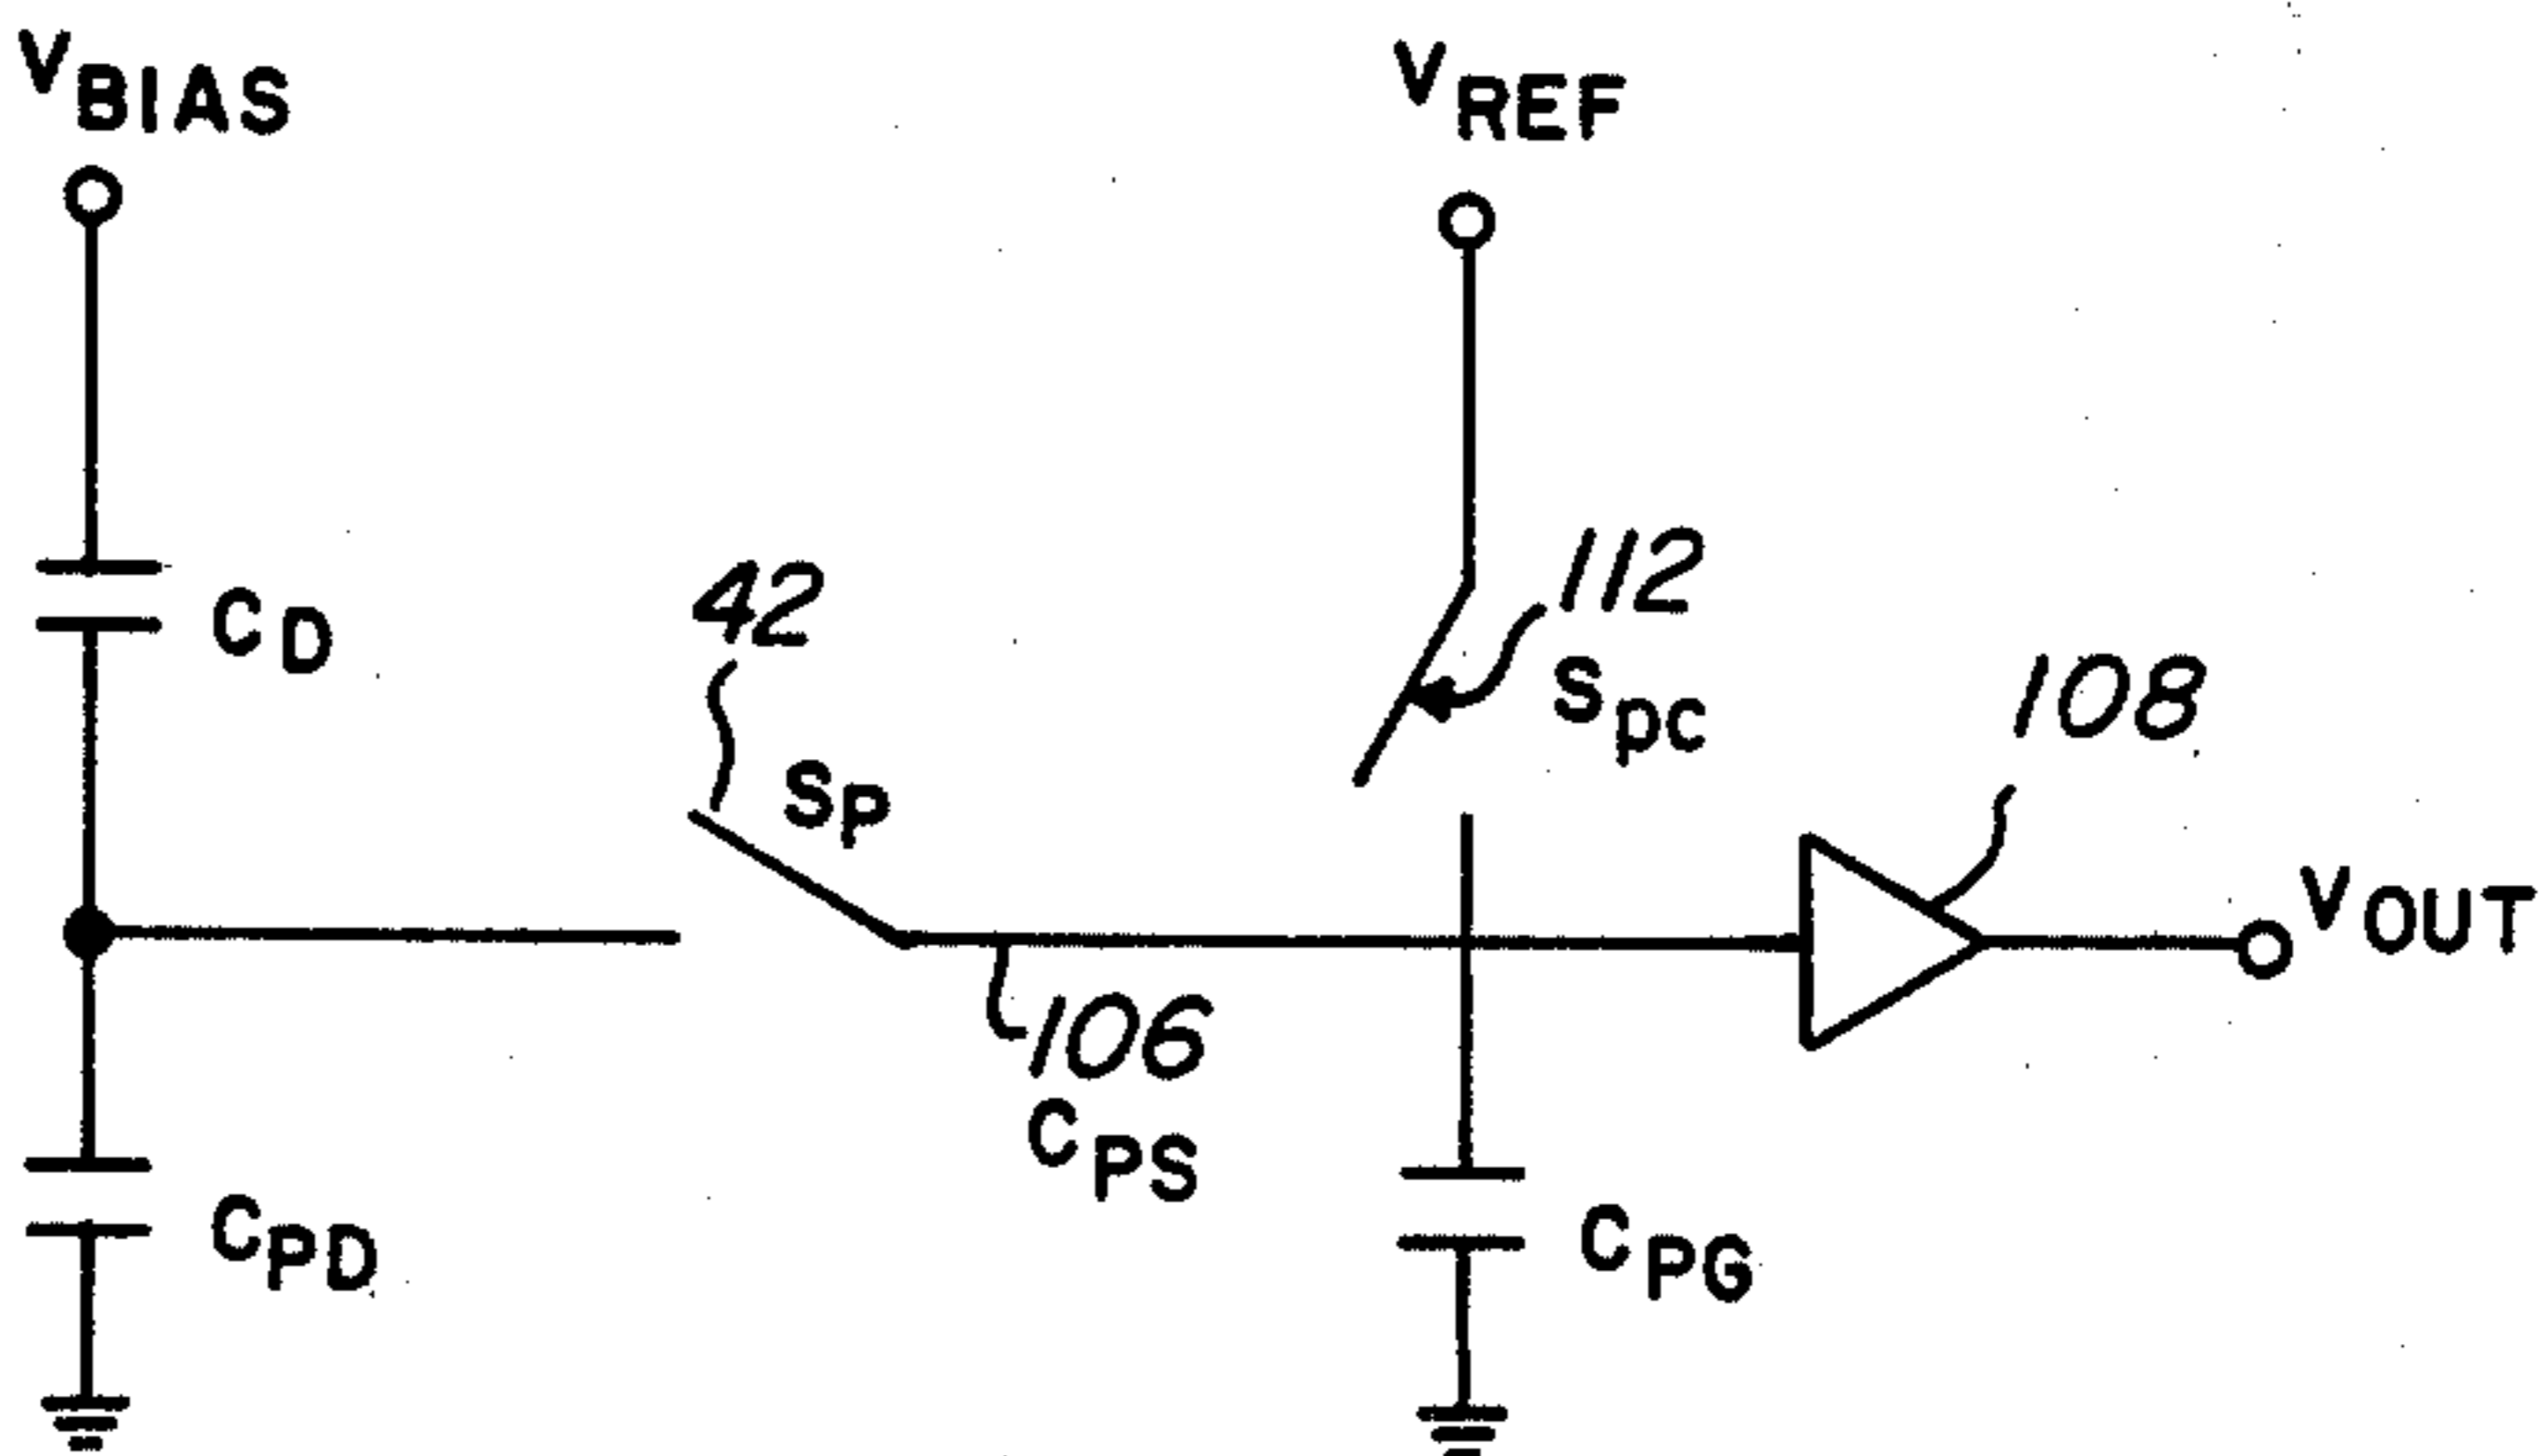 VBIAS
VREF
CD
42
SP
112
SPC
108
VOUT
106
CPS
CPD
CPG